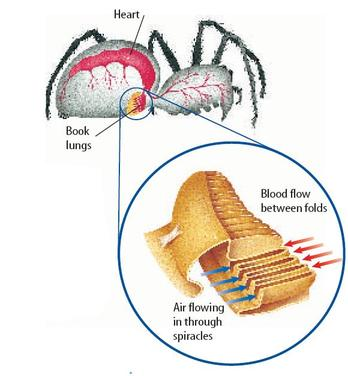 Heart
Book
lungs
Blood flow
between folds
Air flowing
in through
spiracles